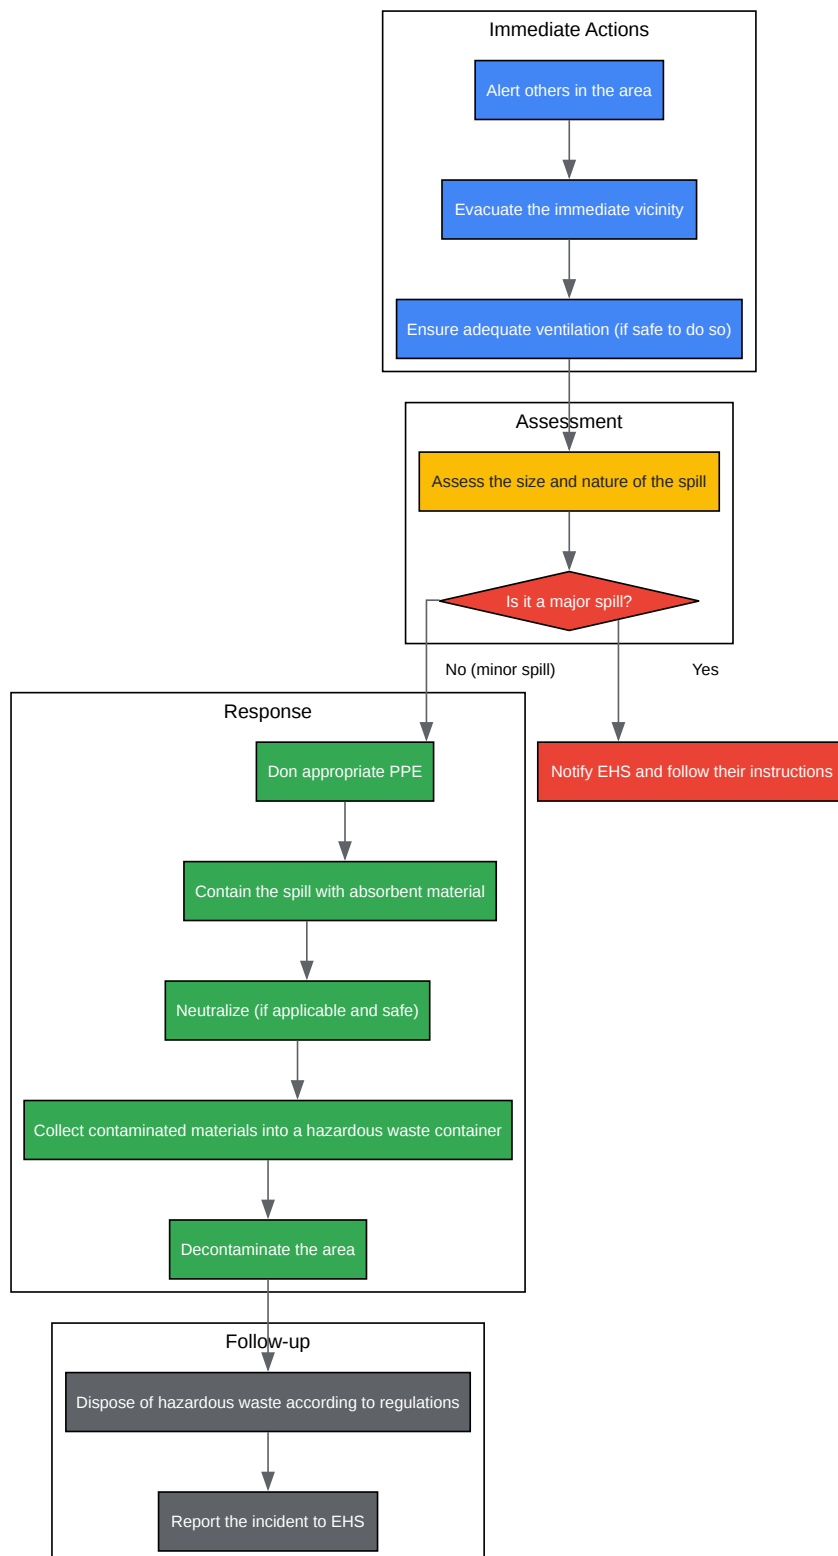 Immediate Actions
Alert others in the area
Evacuate the immediate vicinity
Ensure adequate ventilation (if safe to do so)
Assessment
Assess the size and nature of the spill
Is it a major spill?
No (minor spill)
Yes
Response
Don appropriate PPE
Notify EHS and follow their instructions
Contain the spill with absorbent material
Neutralize (if applicable and safe)
Collect contaminated materials into a hazardous waste container
Decontaminate the area
Follow-up
Dispose of hazardous waste according to regulations
Report the incident to EHS